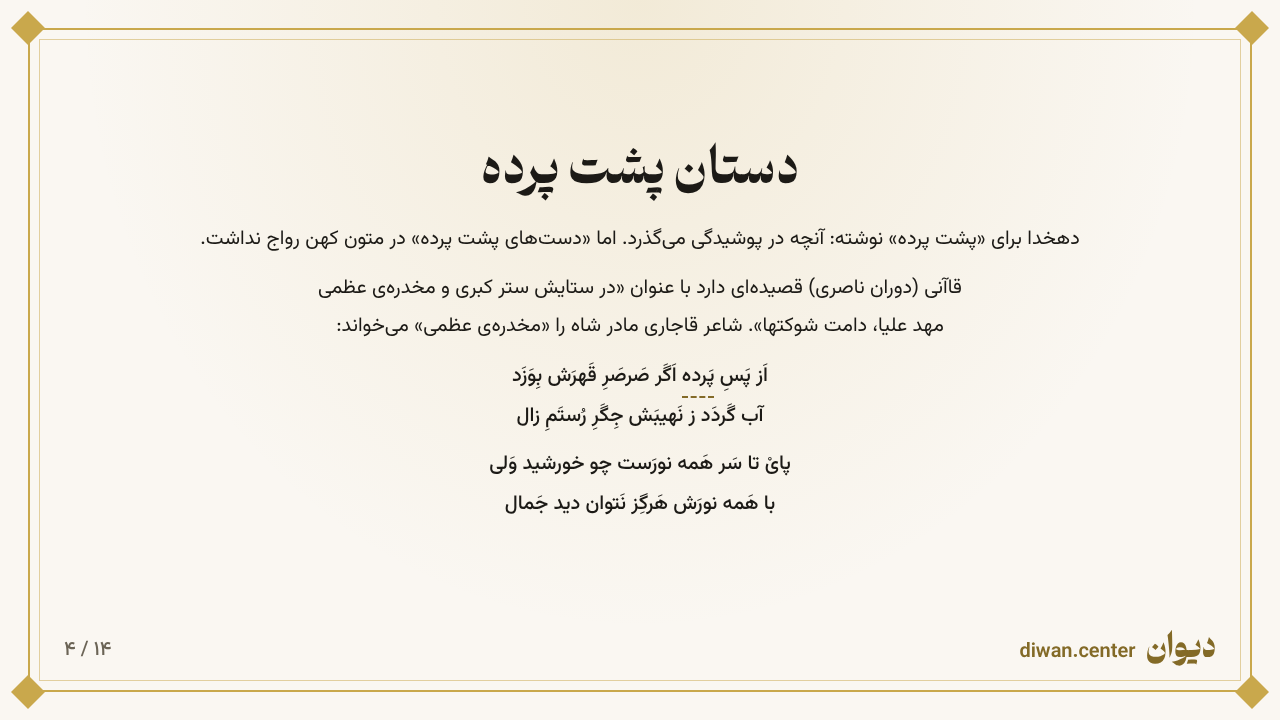 دستان پشت پرده
دهخدا برای «پشت پرده» نوشته: آنچه در پوشیدگی می‌گذرد. اما «دست‌های پشت پرده» در متون کهن رواج نداشت.
قاآنی (دوران ناصری) قصیده‌ای دارد با عنوان «در ستایش ستر کبری و مخدره‌ی عظمی
مهد علیا، دامت شوکتها». شاعر قاجاری مادر شاه را «مخدره‌ی عظمی» می‌خواند:
اَز پَسِ پَرده اَگَر صَرصَرِ قَهرَش بِوَزَد
آب گَردَد ز نَهیبَش جِگَرِ رُستَمِ زال
پایْ تا سَر هَمه نورَست چو خورشید وَلی
با هَمه نورَش هَرگِز نَتوان دید جَمال
دیوان diwan.center
۴ / ۱۴